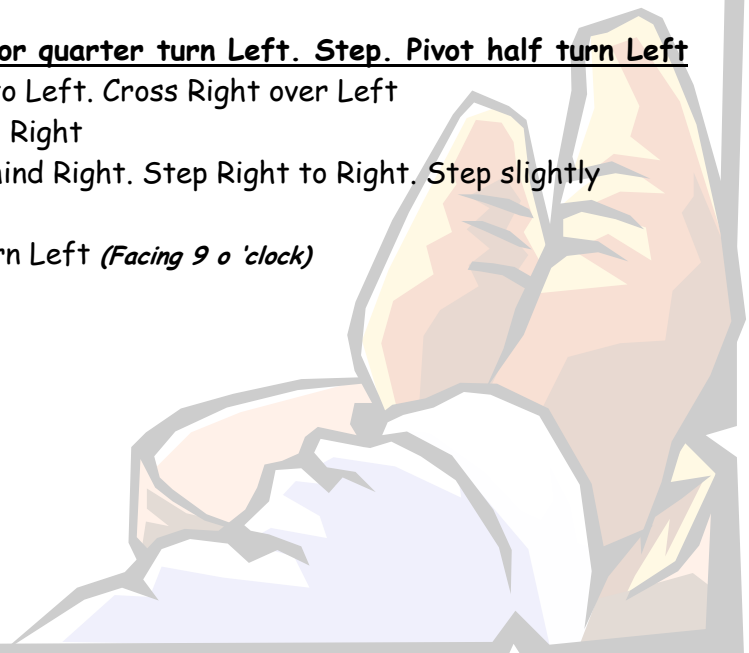 or quarter turn Left. Step. Pivot half turn Left
o Left. Cross Right over Left
Right
ind Right. Step Right to Right. Step slightly
rn Left (Facing 9 o 'clock)